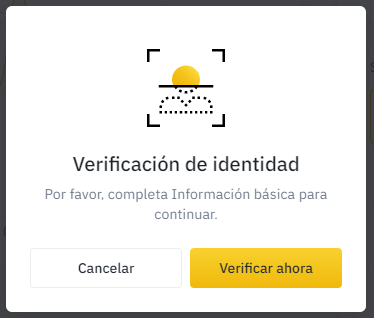 Verificación de identidad
Por favor, completa Información básica para
continuar.
Cancelar
Verificar ahora